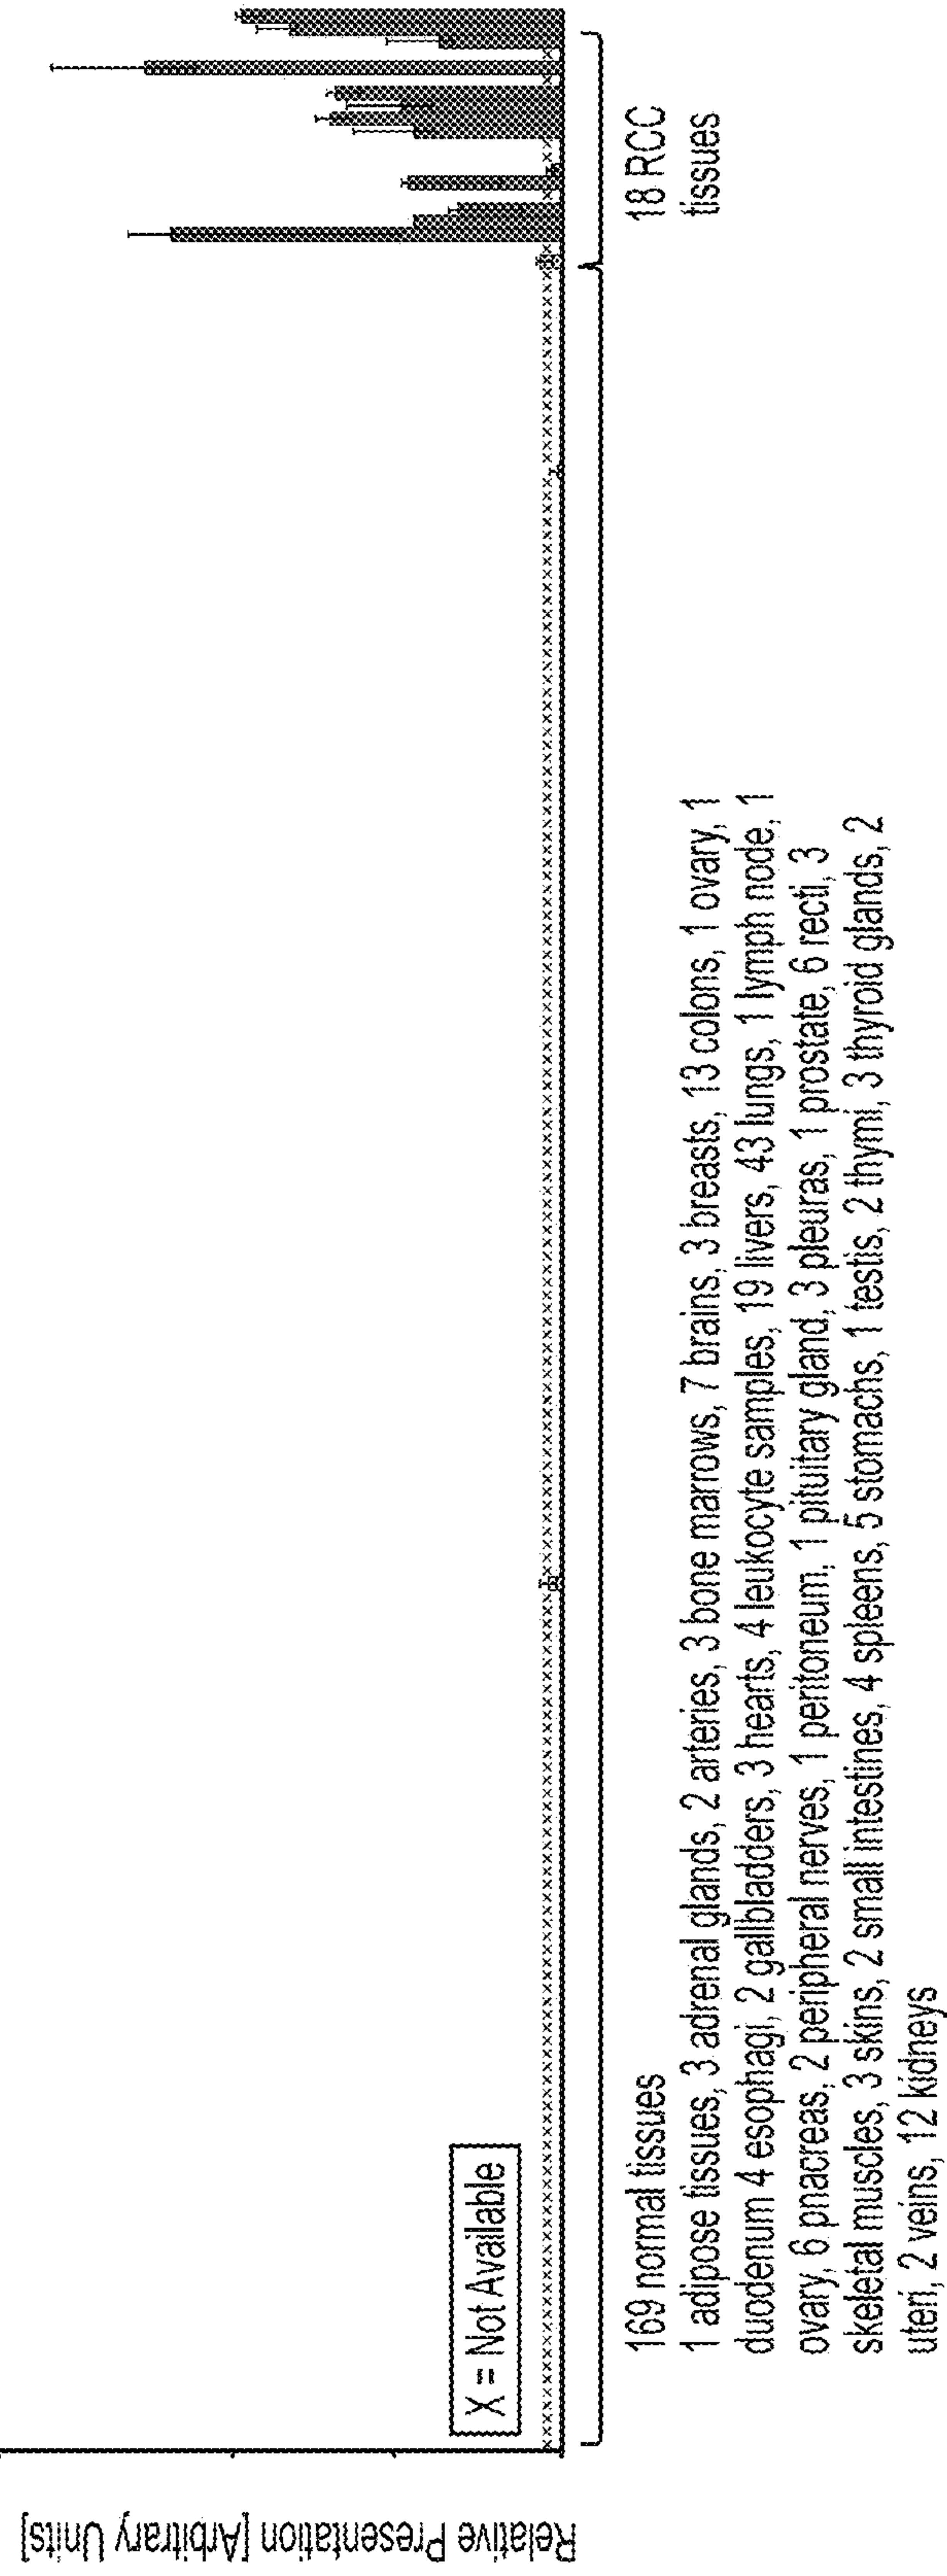 Relative Presentation [Arbitrary Units]
X = Not Available
169 normal tissues
1 adipose tissues, 3 adrenal glands, 2 arteries, 3 bone marrows, 7 brains, 3 breasts, 13 colons, 1 ovary, 1
duodenum 4 esophagi, 2 gallbladders, 3 hearts, 4 leukocyte samples, 19 livers, 43 lungs, 1 lymph node, 1
ovary, 6 pnacreas, 2 peripheral nerves, 1 peritoneum, 1 pituitary gland, 3 pleuras, 1 prostate, 6 recti, 3
skeletal muscles, 3 skins, 2 small intestines, 4 spleens, 5 stomachs, 1 testis, 2 thymi, 3 thyroid glands, 2
uteri, 2 veins, 12 kidneys
18 RCC
tissues